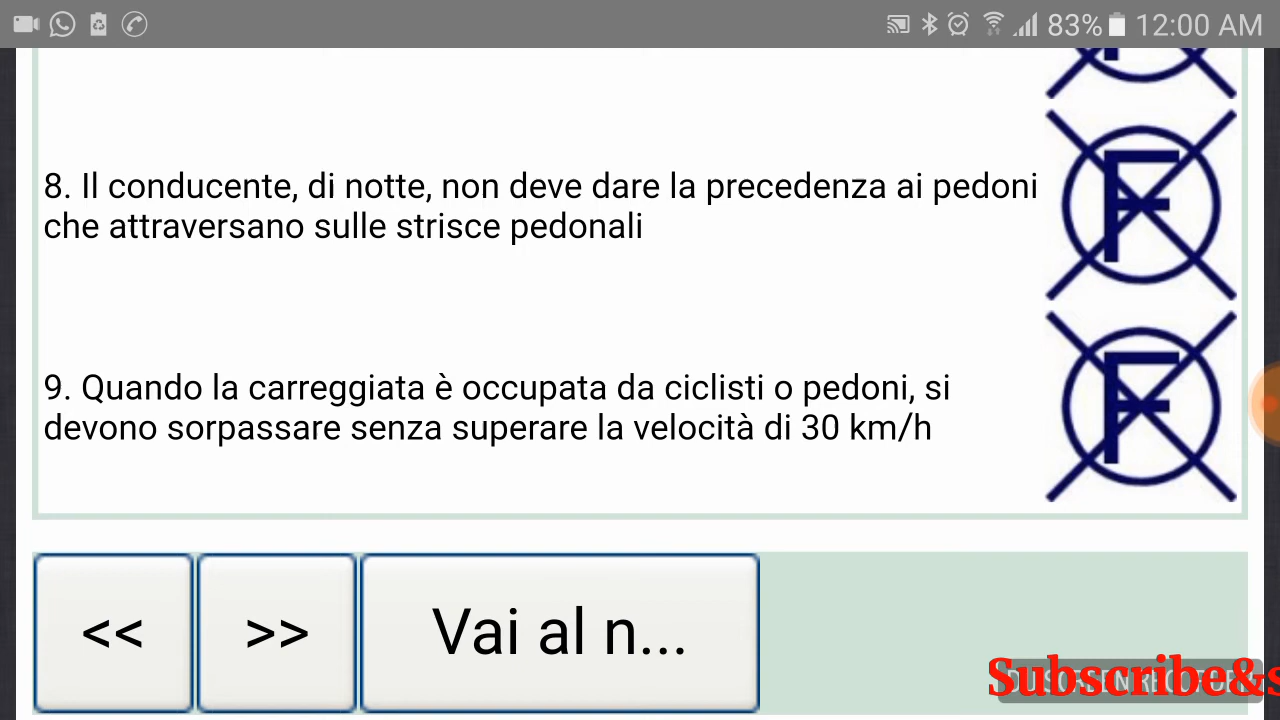 83% 12:00 AM
8. Il conducente, di notte, non deve dare la precedenza ai pedoni
che attraversano sulle strisce pedonali
F
9. Quando la carreggiata è occupata da ciclisti o pedoni, si
devono sorpassare senza superare la velocità di 30 km/h
F
<< >> Vai al n...
Subscribe&s